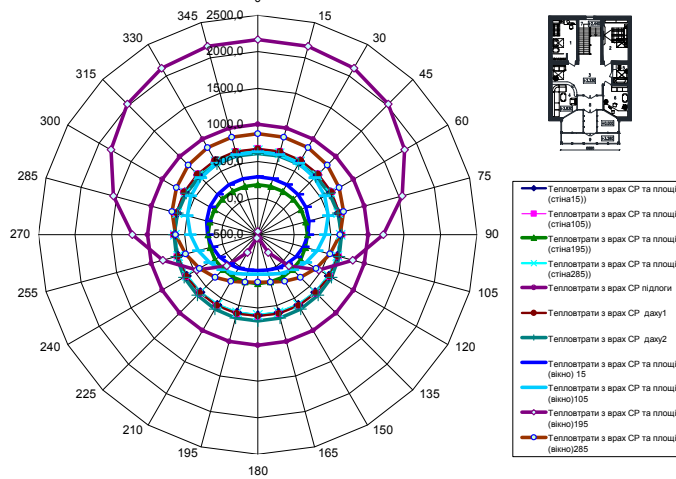 345
2500,0
15
330
2000,0
30
315
1500,0
45
300
1000,0
60
285
500,0
75
0,0
270
-500,0
90
255
105
240
120
225
135
210
150
195
165
180
Тепловтрати з врах СР та площі
(стіна15))
Тепловтрати з врах СР та площі
(стіна105))
Тепловтрати з врах СР та площі
(стіна195))
Тепловтрати з врах СР та площі
(стіна285))
Тепловтрати з врах СР підлоги
Тепловтрати з врах СР даху1
Тепловтрати з врах СР даху2
Тепловтрати з врах СР та площі
(вікно) 15
Тепловтрати з врах СР та площі
(вікно)105
Тепловтрати з врах СР та площі
(вікно)195
Тепловтрати з врах СР та площі
(вікно)285